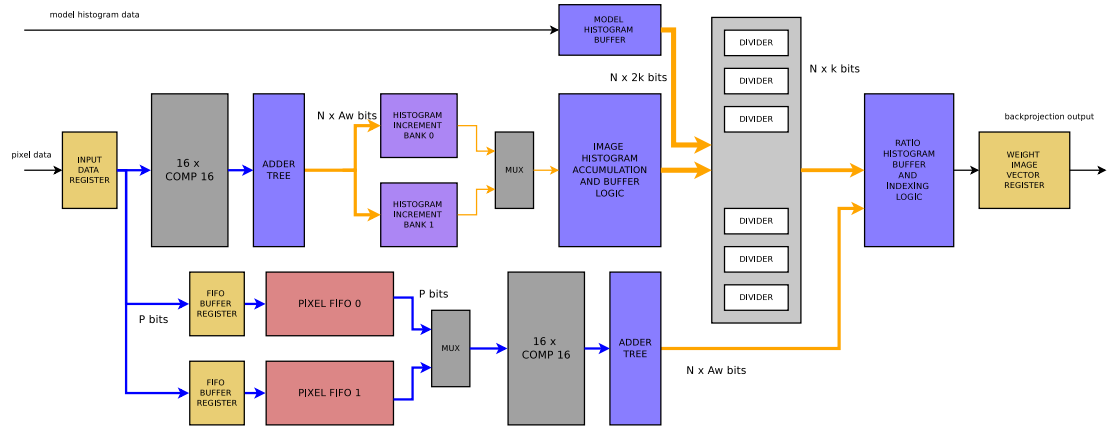 model histogram data
MODEL
HISTOGRAM
BUFFER
N x 2k bits
DIVIDER
DIVIDER
DIVIDER
DIVIDER
DIVIDER
DIVIDER
N x k bits
pixel data
INPUT
DATA
REGISTER
16 x
COMP 16
ADDER
TREE
N x Aw bits
HISTOGRAM
INCREMENT
BANK 0
HISTOGRAM
INCREMENT
BANK 1
MUX
IMAGE
HISTOGRAM
ACCUMULATION
AND BUFFER
LOGIC
RATIO
HISTOGRAM
BUFFER
AND
INDEXING
LOGIC
backprojection output
WEIGHT
IMAGE
VECTOR
REGISTER
P bits
FIFO
BUFFER
REGISTER
PIXEL FIFO 0
P bits
FIFO
BUFFER
REGISTER
PIXEL FIFO 1
MUX
16 x
COMP 16
ADDER
TREE
N x Aw bits